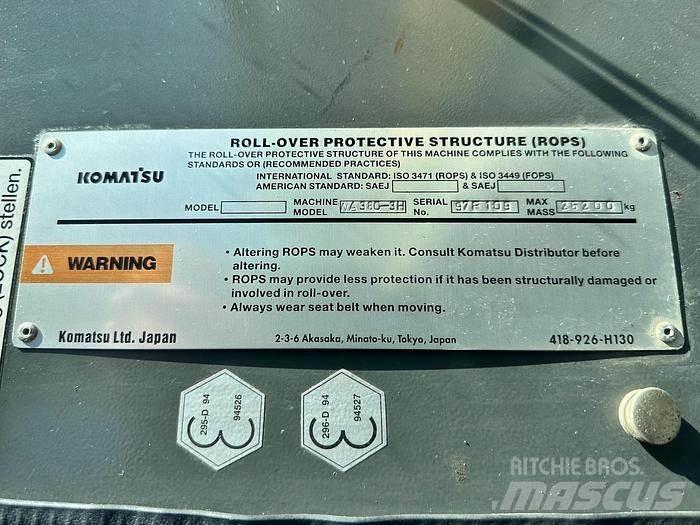 ROLL-OVER PROTECTIVE STRUCTURE (ROPS)
THE ROLL-OVER PROTECTIVE STRUCTURE OF THIS MACHINE COMPLIES WITH THE FOLLOWING
STANDARDS OR (RECOMMENDED PRACTICES)
KOMATSU
INTERNATIONAL STANDARD: ISO 3471 (ROPS) & ISO 3449 (FOPS)
AMERICAN STANDARD: SAEJ & SAEJ
MODEL MACHINE MODEL WA380-3H SERIAL No. MAX MASS 25200 kg
WARNING
• Altering ROPS may weaken it. Consult Komatsu Distributor before
altering.
• ROPS may provide less protection if it has been structurally damaged or
involved in roll-over.
• Always wear seat belt when moving.
Komatsu Ltd. Japan 2-3-6 Akasaka, Minato-ku, Tokyo, Japan 418-926-H130
(LOCK) stellen.
295-D 94
94526
296-D 94
94527
RITCHIE BROS.
MASCUS